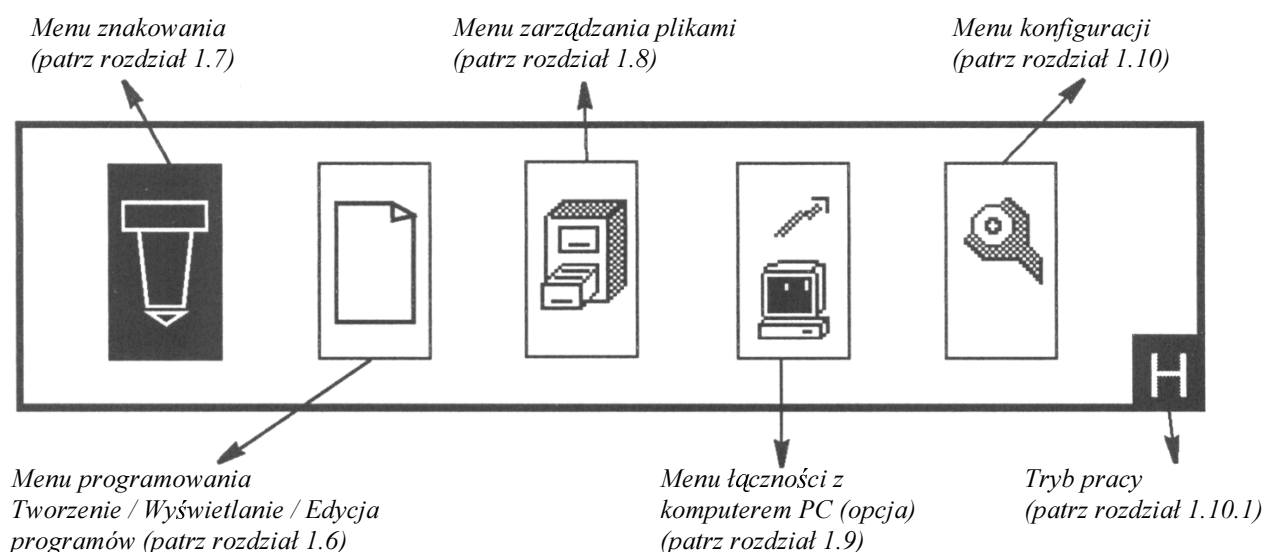 Menu znakowania
(patrz rozdział 1.7)
Menu zarządzania plikami
(patrz rozdział 1.8)
Menu konfiguracji
(patrz rozdział 1.10)
H
Menu programowania
Tworzenie / Wyświetlanie / Edycja
programów (patrz rozdział 1.6)
Menu łączności z
komputerem PC (opcja)
(patrz rozdział 1.9)
Tryb pracy
(patrz rozdział 1.10.1)